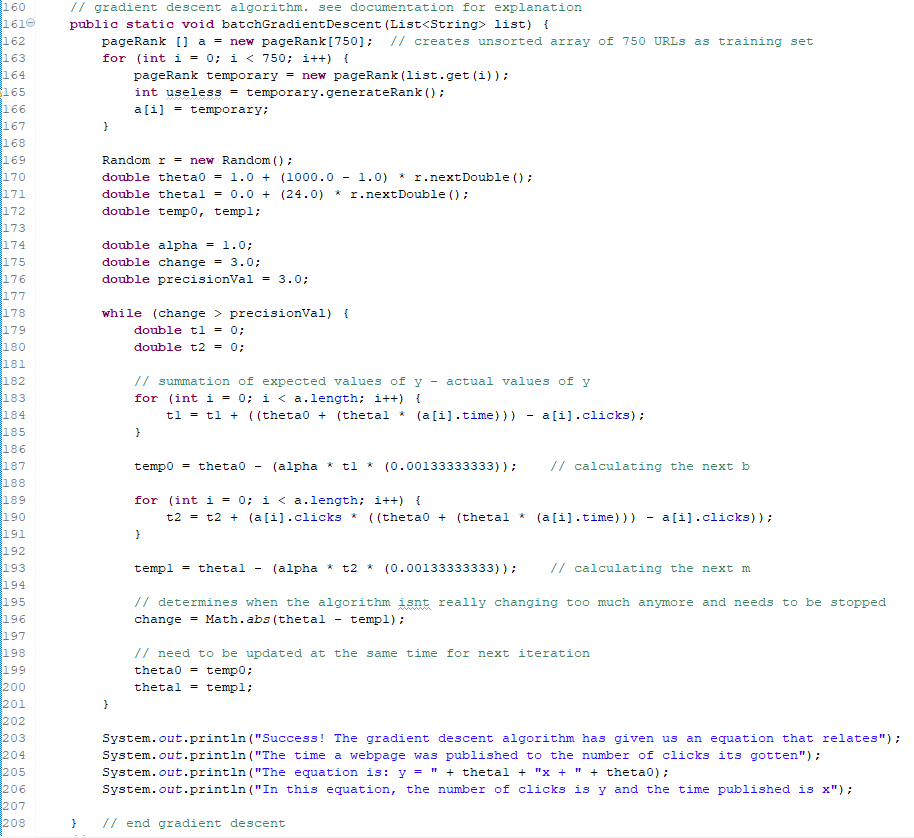 160 // gradient descent algorithm. see documentation for explanation
161 public static void batchGradientDescent(List<String> list) {
162 pageRank [] a = new pageRank[750]; // creates unsorted array of 750 URLs as training set
163 for (int i = 0; i < 750; i++) {
164 pageRank temporary = new pageRank(list.get(i));
165 int useless = temporary.generateRank();
166 a[i] = temporary;
167 }
168
169 Random r = new Random();
170 double theta0 = 1.0 + (1000.0 - 1.0) * r.nextDouble();
171 double theta1 = 0.0 + (24.0) * r.nextDouble();
172 double temp0, temp1;
173
174 double alpha = 1.0;
175 double change = 3.0;
176 double precisionVal = 3.0;
177
178 while (change > precisionVal) {
179 double t1 = 0;
180 double t2 = 0;
181
182 // summation of expected values of y - actual values of y
183 for (int i = 0; i < a.length; i++) {
184 t1 = t1 + ((theta0 + (theta1 * (a[i].time))) - a[i].clicks);
185 }
186
187 temp0 = theta0 - (alpha * t1 * (0.00133333333)); // calculating the next b
188
189 for (int i = 0; i < a.length; i++) {
190 t2 = t2 + (a[i].clicks * ((theta0 + (theta1 * (a[i].time))) - a[i].clicks));
191 }
192
193 temp1 = theta1 - (alpha * t2 * (0.00133333333)); // calculating the next m
194
195 // determines when the algorithm isnt really changing too much anymore and needs to be stopped
196 change = Math.abs(theta1 - temp1);
197
198 // need to be updated at the same time for next iteration
199 theta0 = temp0;
200 theta1 = temp1;
201 }
202
203 System.out.println("Success! The gradient descent algorithm has given us an equation that relates");
204 System.out.println("The time a webpage was published to the number of clicks its gotten");
205 System.out.println("The equation is: y = " + theta1 + "x + " + theta0);
206 System.out.println("In this equation, the number of clicks is y and the time published is x");
207
208 } // end gradient descent